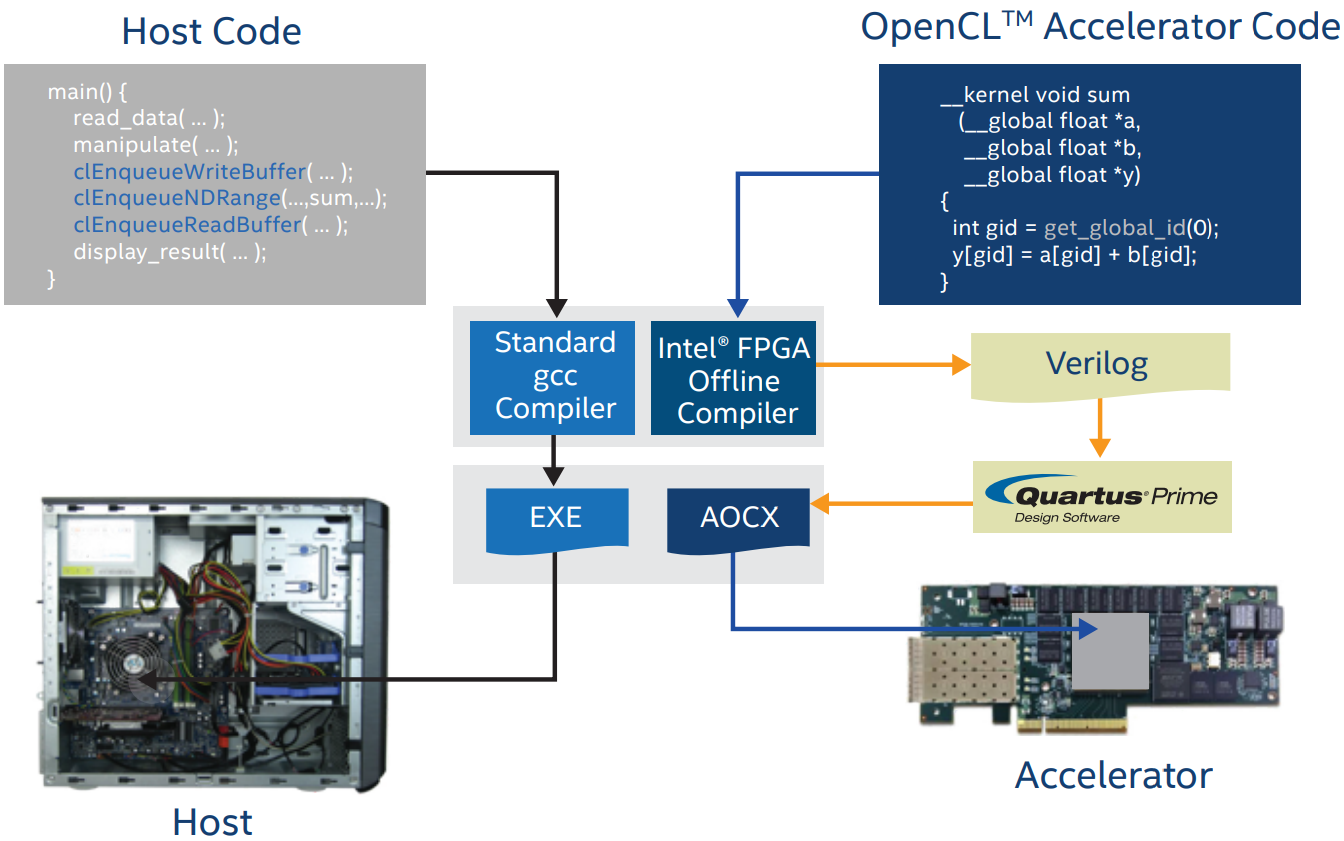 Host Code
OpenCL™ Accelerator Code
main() {
read_data( ... );
manipulate( ... );
clEnqueueWriteBuffer( ... );
clEnqueueNDRange(...,sum,...);
clEnqueueReadBuffer( ... );
display_result( ... );
}
__kernel void sum
(__global float *a,
__global float *b,
__global float *y)
{
int gid = get_global_id(0);
y[gid] = a[gid] + b[gid];
}
Standard
gcc
Compiler
Intel® FPGA
Offline
Compiler
Verilog
EXE
AOCX
Quartus® Prime
Design Software
Host
Accelerator